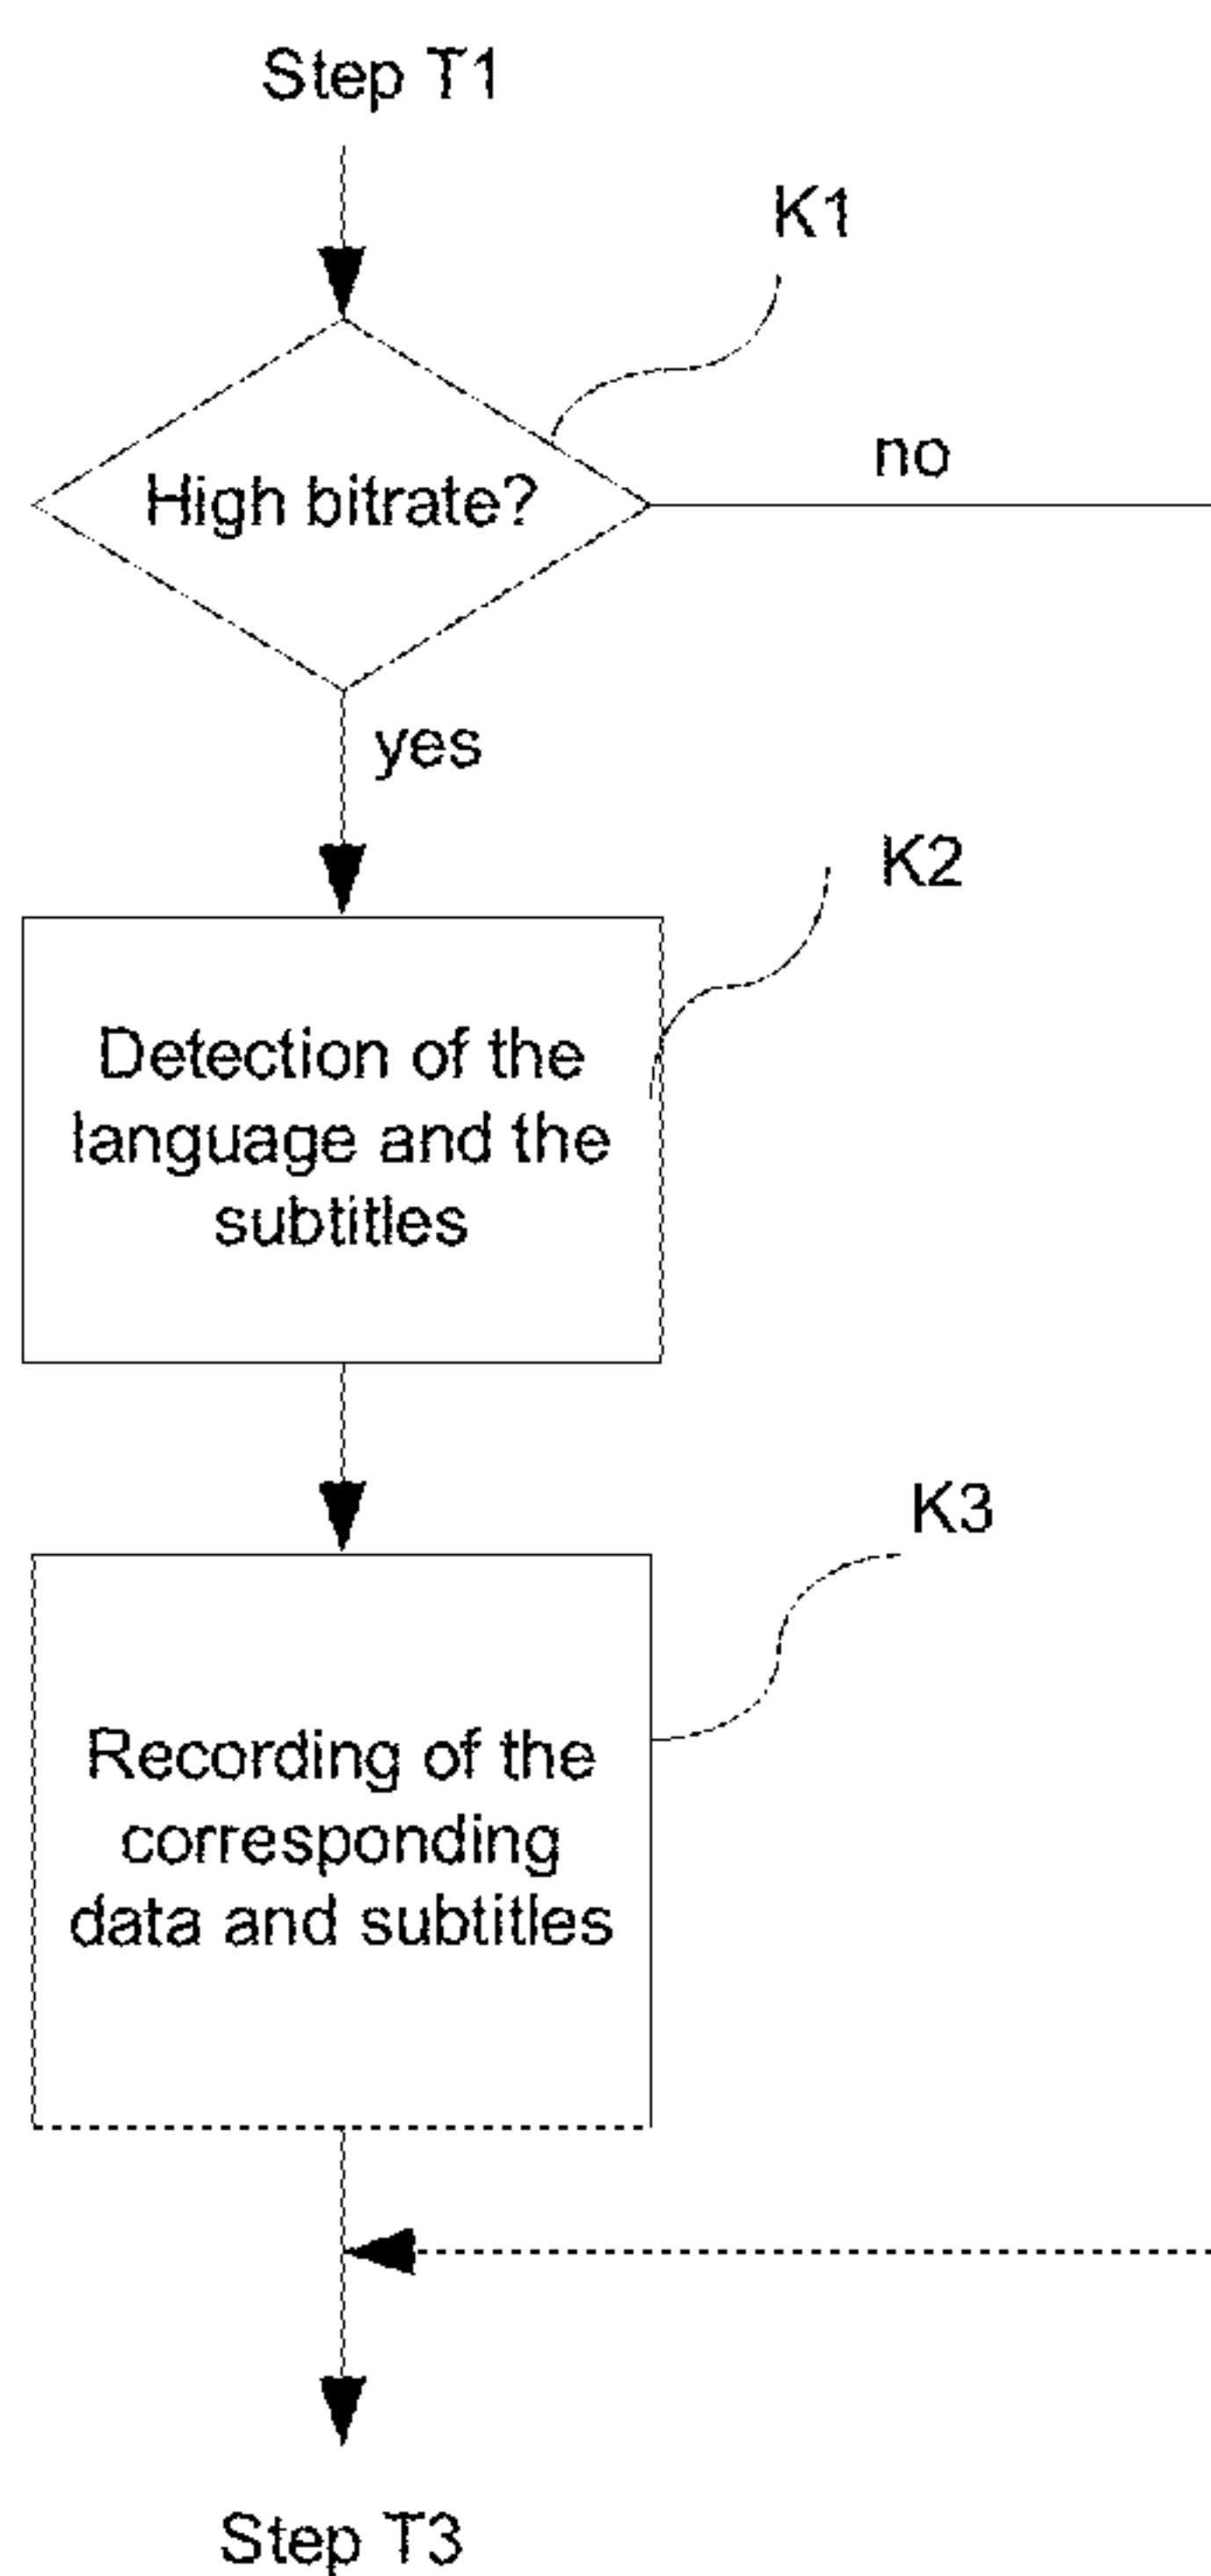 Step T1
K1
no
High bitrate?
yes
K2
Detection of the
language and the
subtitles
K3
Recording of the
corresponding
data and subtitles
Step T3